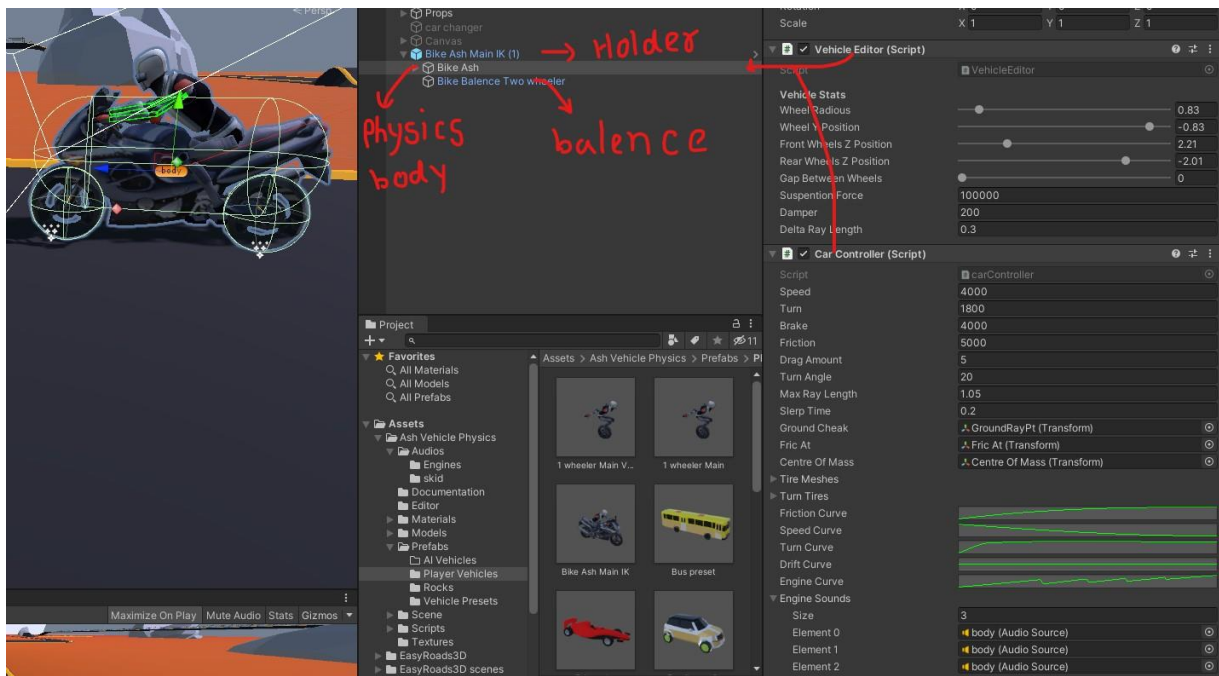 < Persp
body
Props
car changer
Canvas
Bike Ash Main IK (1)
Bike Ash
Bike Balence Two wheeler
Holder
Physics
body
balence
Scale
X 1 Y 1 Z 1
Vehicle Editor (Script)
Script VehicleEditor
Vehicle Stats
Wheel Radious 0.83
Wheel Y Position -0.83
Front Wheels Z Position 2.21
Rear Wheels Z Position -2.01
Gap Between Wheels 0
Suspention Force 100000
Damper 200
Delta Ray Length 0.3
Car Controller (Script)
Script carController
Speed 4000
Turn 1800
Brake 4000
Friction 5000
Drag Amount 5
Turn Angle 20
Max Ray Length 1.05
Slerp Time 0.2
Ground Cheak GroundRayPt (Transform)
Fric At Fric At (Transform)
Centre Of Mass Centre Of Mass (Transform)
Tire Meshes
Turn Tires
Friction Curve
Speed Curve
Turn Curve
Drift Curve
Engine Curve
Engine Sounds
Size 3
Element 0 body (Audio Source)
Element 1 body (Audio Source)
Element 2 body (Audio Source)
Project
11
Favorites
All Materials
All Models
All Prefabs
Assets
Ash Vehicle Physics
Audios
Engines
skid
Documentation
Editor
Materials
Models
Prefabs
AI Vehicles
Player Vehicles
Rocks
Vehicle Presets
Scene
Scripts
Textures
EasyRoads3D
EasyRoads3D scenes
Assets > Ash Vehicle Physics > Prefabs > Pl
1 wheeler Main V... 1 wheeler Main
Bike Ash Main IK Bus preset
Maximize On Play Mute Audio Stats Gizmos